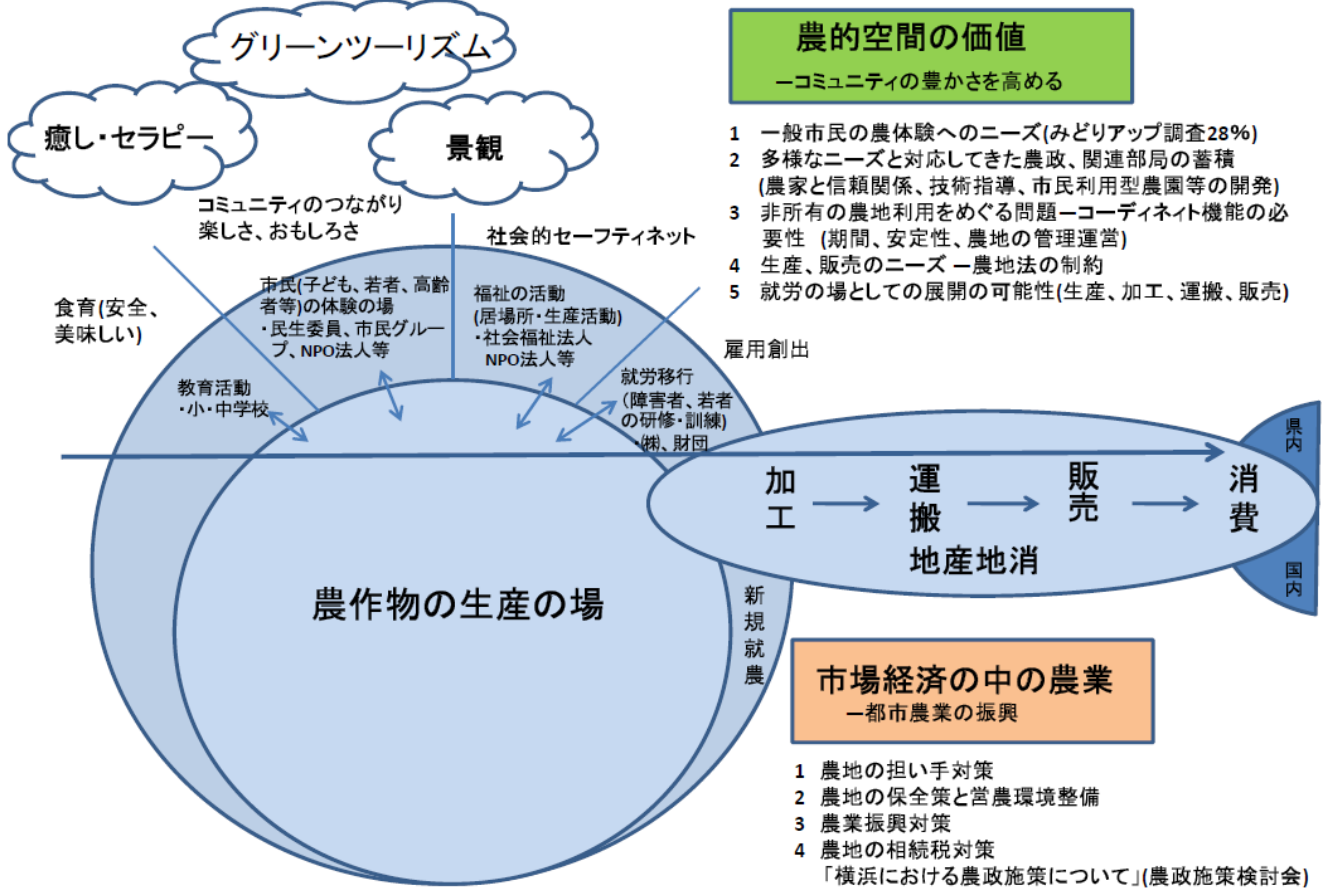 グリーンツーリズム
癒し・セラピー
景観
コミュニティのつながり
楽しさ、おもしろさ
社会的セーフティネット
食育(安全、
美味しい)
市民(子ども、若者、高齢
者等)の体験の場
・民生委員、市民グルー
プ、NPO法人等
福祉の活動
(居場所・生産活動)
・社会福祉法人
NPO法人等
教育活動
・小・中学校
就労移行
(障害者、若者
の研修・訓練)
・㈱、財団
雇用創出
農的空間の価値
―コミュニティの豊かさを高める
1 一般市民の農体験へのニーズ(みどりアップ調査28%)
2 多様なニーズと対応してきた農政、関連部局の蓄積
(農家と信頼関係、技術指導、市民利用型農園等の開発)
3 非所有の農地利用をめぐる問題―コーディネイト機能の必
要性 (期間、安定性、農地の管理運営)
4 生産、販売のニーズ ―農地法の制約
5 就労の場としての展開の可能性(生産、加工、運搬、販売)
県内
加工
運搬
販売
消費
地産地消
国内
農作物の生産の場
新規就農
市場経済の中の農業
―都市農業の振興
1 農地の担い手対策
2 農地の保全策と営農環境整備
3 農業振興対策
4 農地の相続税対策
「横浜における農政施策について」(農政施策検討会)